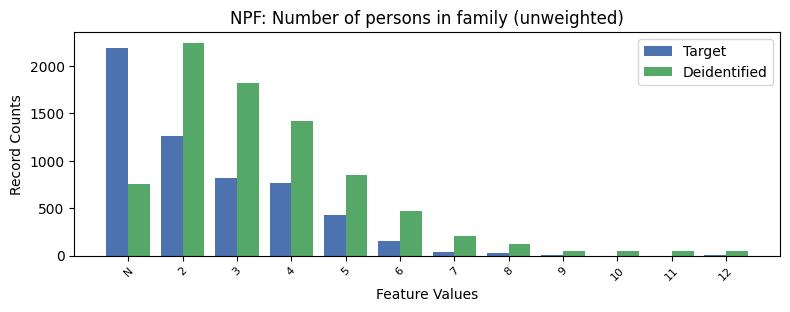 NPF: Number of persons in family (unweighted)
Target
Deidentified
Record Counts
2000
1500
1000
500
0
N 2 3 4 5 6 7 8 9 10 11 12
Feature Values